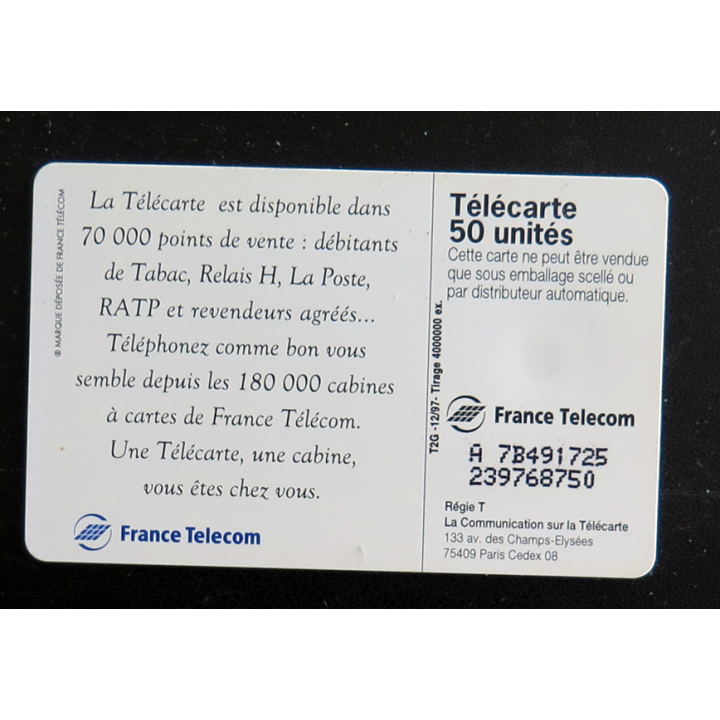 ® MARQUE DÉPOSÉE DE FRANCE TÉLÉCOM
La Télécarte est disponible dans
70 000 points de vente : débitants
de Tabac, Relais H, La Poste,
RATP et revendeurs agréés...
Téléphonez comme bon vous
semble depuis les 180 000 cabines
à cartes de France Télécom.
Une Télécarte, une cabine,
vous êtes chez vous.
France Telecom
T2G -12/97- Tirage 4000000 ex.
Télécarte
50 unités
Cette carte ne peut être vendue
que sous emballage scellé ou
par distributeur automatique.
France Telecom
A 7B491725
239768750
Régie T
La Communication sur la Télécarte
133 av. des Champs-Elysées
75409 Paris Cedex 08